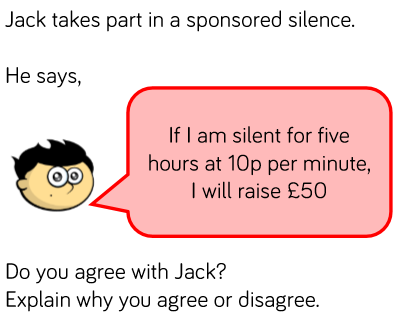 Jack takes part in a sponsored silence.
He says,
If I am silent for five
hours at 10p per minute,
I will raise £50
Do you agree with Jack?
Explain why you agree or disagree.